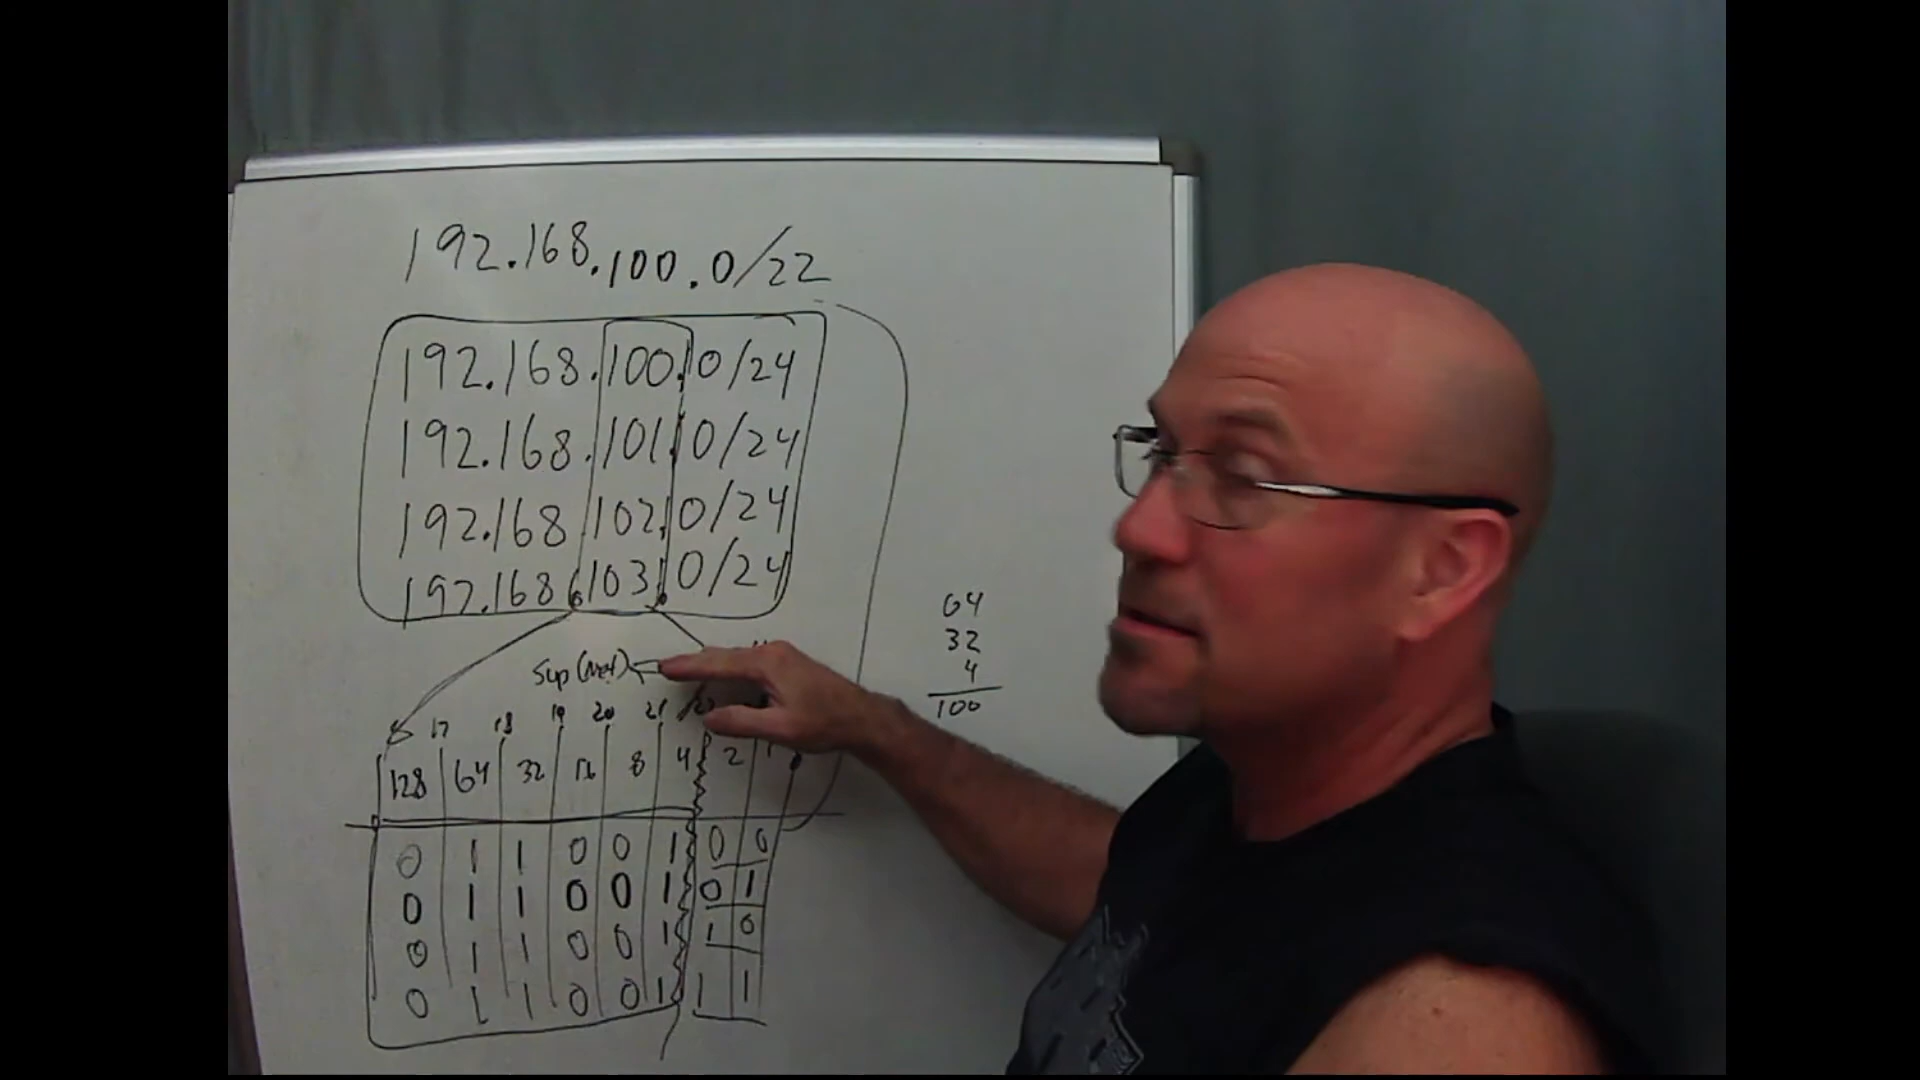 192.168.100.0/22
192.168.100.0/24
192.168.101.0/24
192.168.102.0/24
192.168.103.0/24
64
32
4
100
Sup(net)
17 18 19 20 21 22
128 64 32 16 8 4 2 1
0 1 1 0 0 1 0 0
0 1 1 0 0 1 0 1
0 1 1 0 0 1 1 0
0 1 1 0 0 1 1 1